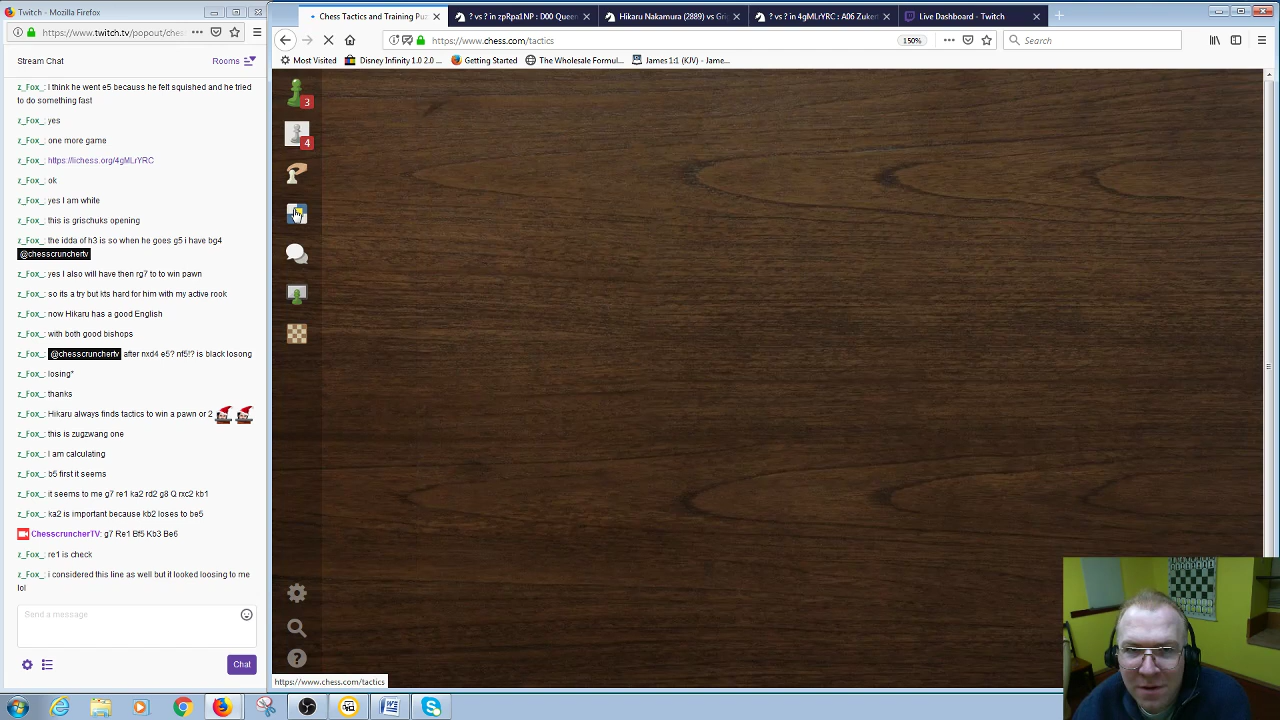 Twitch - Mozilla Firefox
https://www.twitch.tv/popout/ches
Stream Chat
Rooms
z_Fox_: I think he went e5 becauss he felt squished and he tried
to do something fast
z_Fox_: yes
z_Fox_: one more game
z_Fox_: https://lichess.org/4gMLrYRC
z_Fox_: ok
z_Fox_: yes I am white
z_Fox_: this is grischuks opening
z_Fox_: the idda of h3 is so when he goes g5 i have bg4
@chesscrunchertv
z_Fox_: yes I also will have then rg7 to to win pawn
z_Fox_: so its a try but kts hard for him with my active rook
z_Fox_: now Hikaru has a good English
z_Fox_: with both good bishops
z_Fox_: @chesscrunchertv after nxd4 e5? nf5!? is black losong
z_Fox_: losing*
z_Fox_: thanks
z_Fox_: Hikaru always finds tactics to win a pawn or 2
z_Fox_: this is zugzwang one
z_Fox_: I am calculating
z_Fox_: b5 first it seems
z_Fox_: it seems to me g7 re1 ka2 rd2 g8 Q rxc2 kb1
z_Fox_: ka2 is important because kb2 loses to be5
ChesscruncherTV: g7 Re1 Bf5 Kb3 Be6
z_Fox_: re1 is check
z_Fox_: i considered this line as well but it looked loosing to me
lol
Send a message
Chat
Chess Tactics and Training Puz
? vs ? in zpRpa1NP : D00 Queen
Hikaru Nakamura (2889) vs Gri
? vs ? in 4gMLrYRC : A06 Zuker
Live Dashboard - Twitch
https://www.chess.com/tactics
150%
Search
Most Visited
Disney Infinity 1.0 2.0 ...
Getting Started
The Wholesale Formul...
James 1:1 (KJV) - Jame...
3
4
https://www.chess.com/tactics